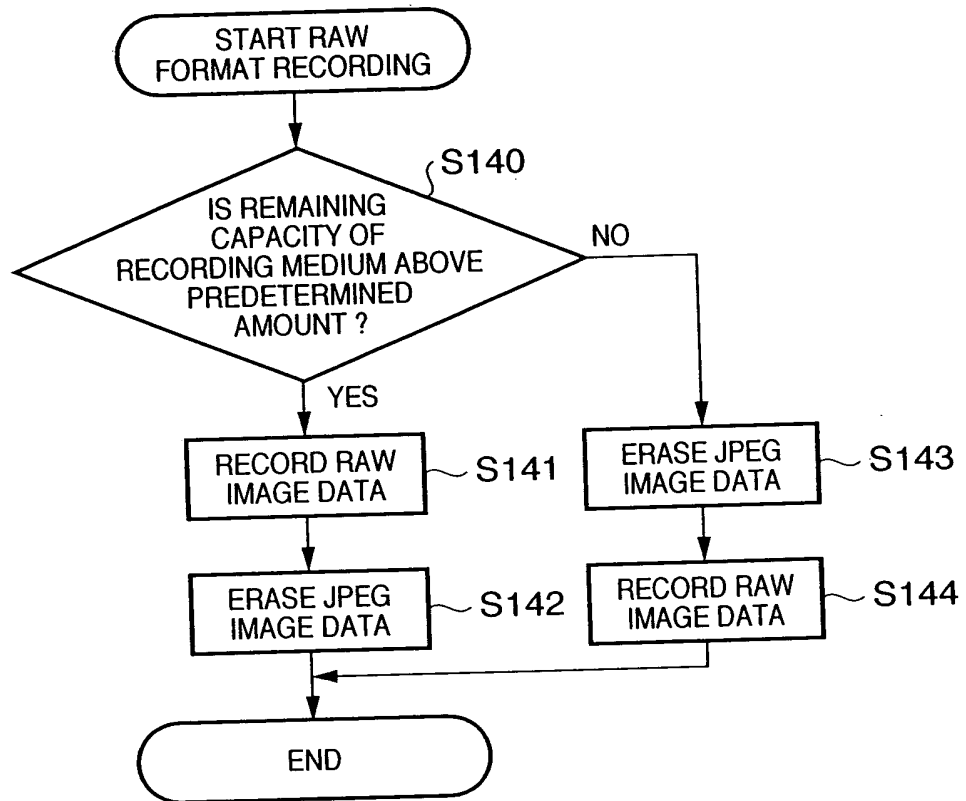 START RAW
FORMAT RECORDING
S140
IS REMAINING
CAPACITY OF
RECORDING MEDIUM ABOVE
PREDETERMINED
AMOUNT ?
NO
YES
RECORD RAW
IMAGE DATA
S141
ERASE JPEG
IMAGE DATA
S143
ERASE JPEG
IMAGE DATA
S142
RECORD RAW
IMAGE DATA
S144
END